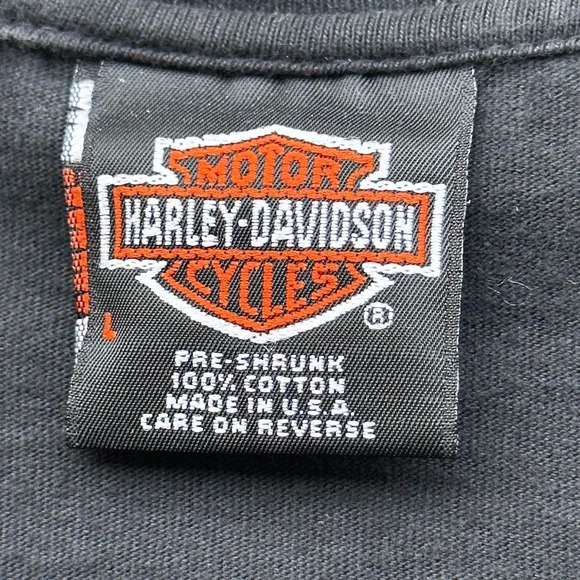 MOTOR
HARLEY-DAVIDSON
CYCLES
®
L
PRE-SHRUNK
100% COTTON
MADE IN U.S.A.
CARE ON REVERSE